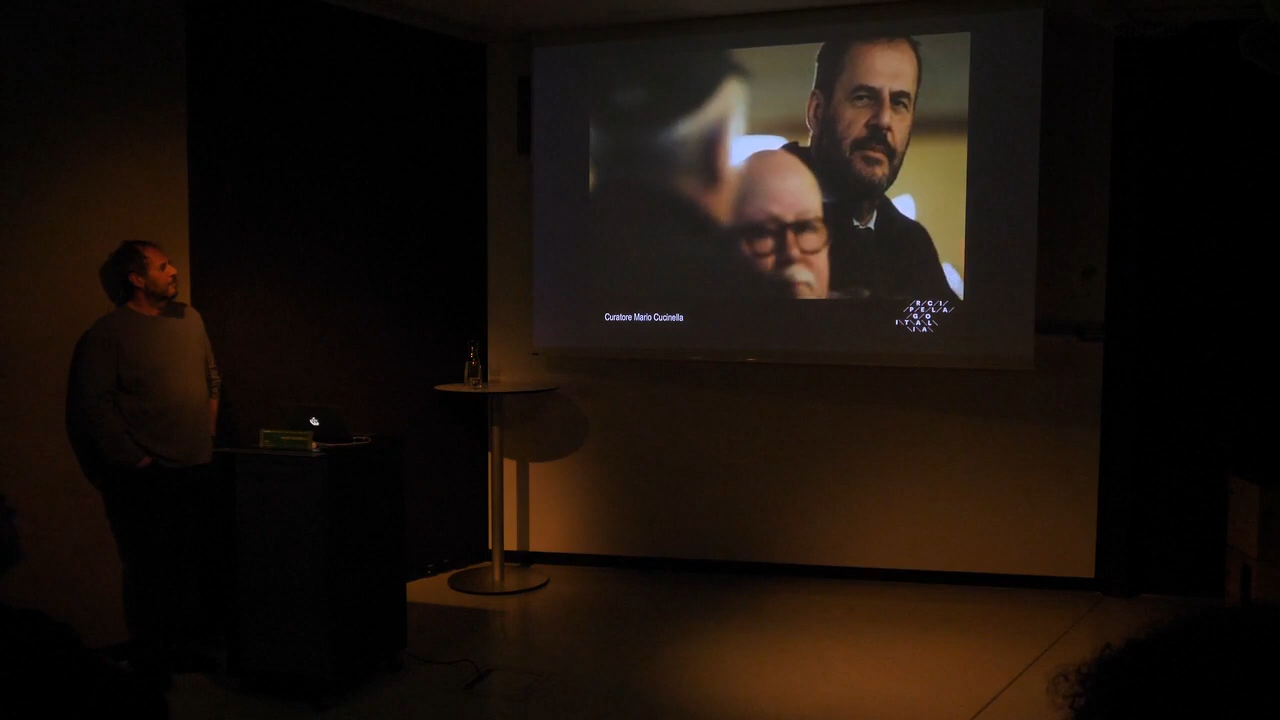 Curatore Mario Cucinella
/R/C/I/
/P/E/L/A/
/G/O
I\T\A\L\
\I\A\